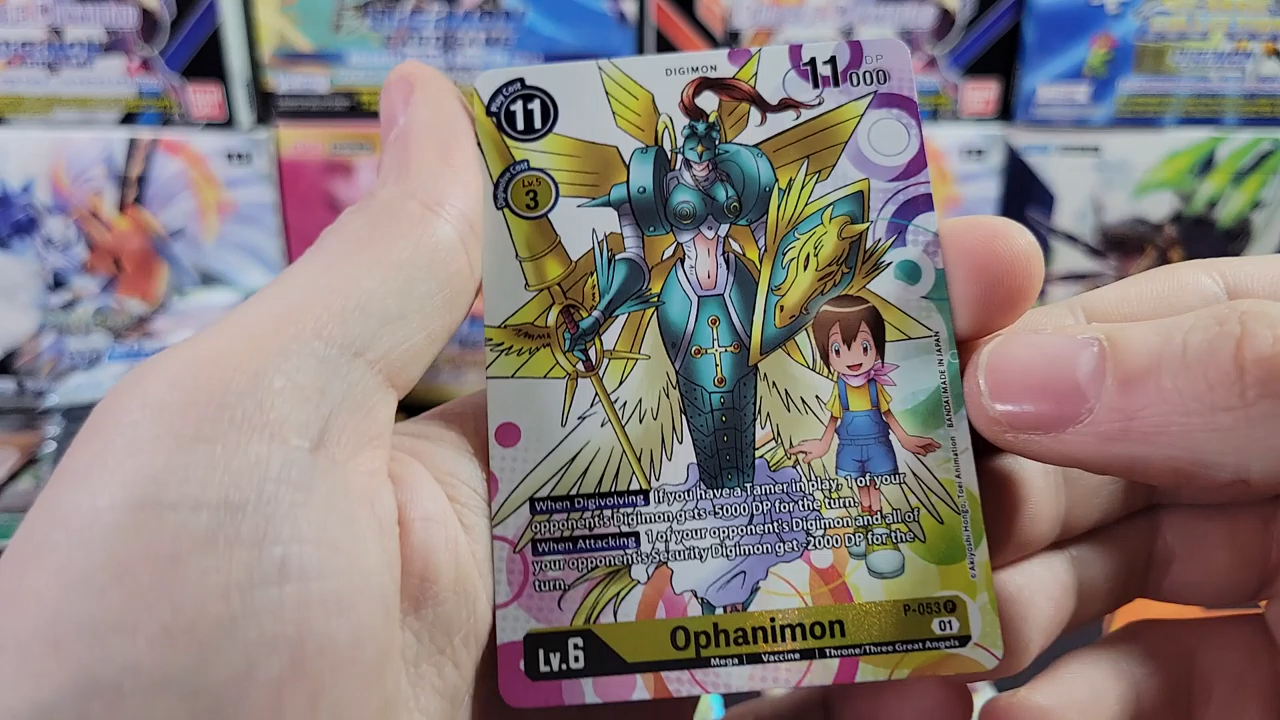 DIGIMON
DP
11000
Play Cost
11
Digivolve Cost
Lv.5
3
BANDAI MADE IN JAPAN
©Akiyoshi Hongo, Toei Animation
When Digivolving If you have a Tamer in play, 1 of your
opponent's Digimon gets -5000 DP for the turn.
When Attacking 1 of your opponent's Digimon and all of
your opponent's Security Digimon get -2000 DP for the
turn.
P-053 P
01
Lv.6
Ophanimon
Mega | Vaccine | Throne/Three Great Angels